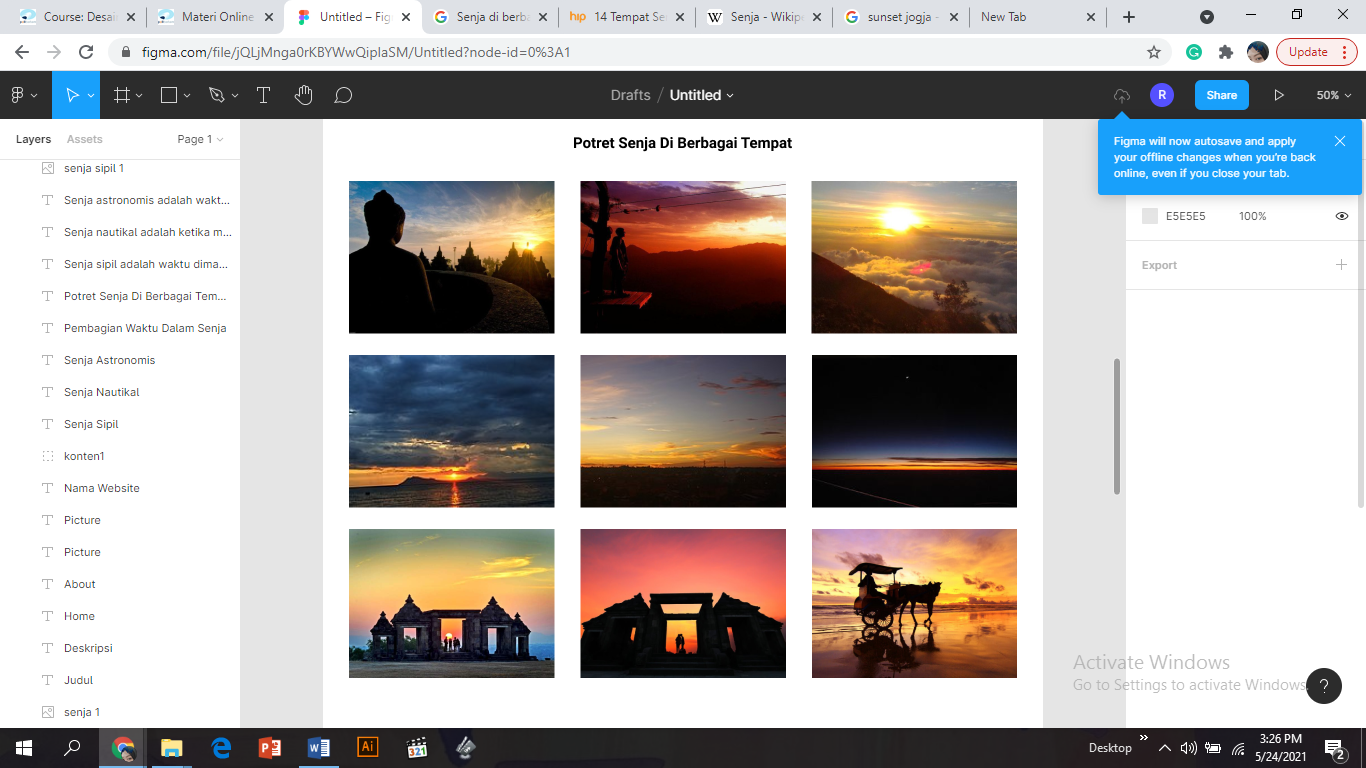 Course: Desai
Materi Online
Untitled – Fig
Senja di berba
hip
14 Tempat Se
W
Senja - Wikipe
sunset jogja -
New Tab
figma.com/file/jQLjMnga0rKBYWwQipIaSM/Untitled?node-id=0%3A1
Update
Drafts / Untitled
R
Share
50%
Layers
Assets
Page 1
Figma will now autosave and apply
your offline changes when you're back
online, even if you close your tab.
E5E5E5
100%
Export
senja sipil 1
Senja astronomis adalah wakt...
Senja nautikal adalah ketika m...
Senja sipil adalah waktu dima...
Potret Senja Di Berbagai Tem...
Pembagian Waktu Dalam Senja
Senja Astronomis
Senja Nautikal
Senja Sipil
konten1
Nama Website
Picture
Picture
About
Home
Deskripsi
Judul
senja 1
Potret Senja Di Berbagai Tempat
Activate Windows
Go to Settings to activate Windows.
?
Ai
321
Desktop
3:26 PM
5/24/2021
2